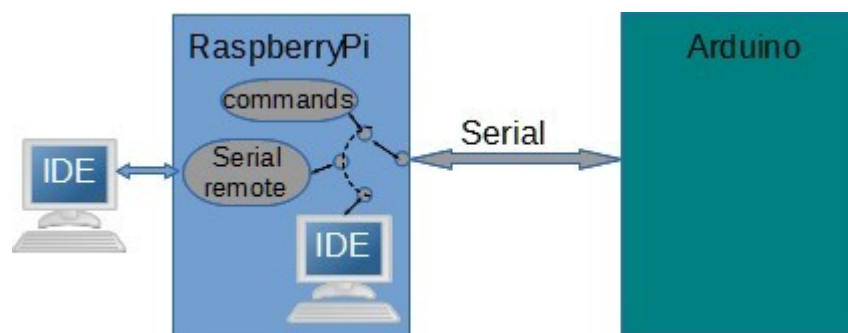 RaspberryPi
Arduino
commands
Serial
IDE
Serial
remote
IDE